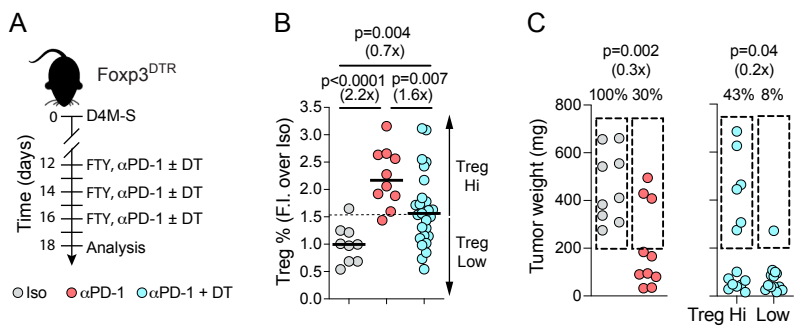 A
Foxp3DTR
0
D4M-S
12
FTY, αPD-1 ± DT
14
FTY, αPD-1 ± DT
16
FTY, αPD-1 ± DT
18
Analysis
Time (days)
Iso
αPD-1
αPD-1 + DT
B
p=0.004
(0.7x)
p<0.0001
p=0.007
(2.2x)
(1.6x)
Treg % (F.I. over Iso)
3.5
3.0
2.5
2.0
1.5
1.0
0.5
0.0
Treg
Hi
Treg
Low
C
p=0.002
(0.3x)
p=0.04
(0.2x)
100% 30%
43% 8%
Tumor weight (mg)
800
600
400
200
0
Treg Hi Low